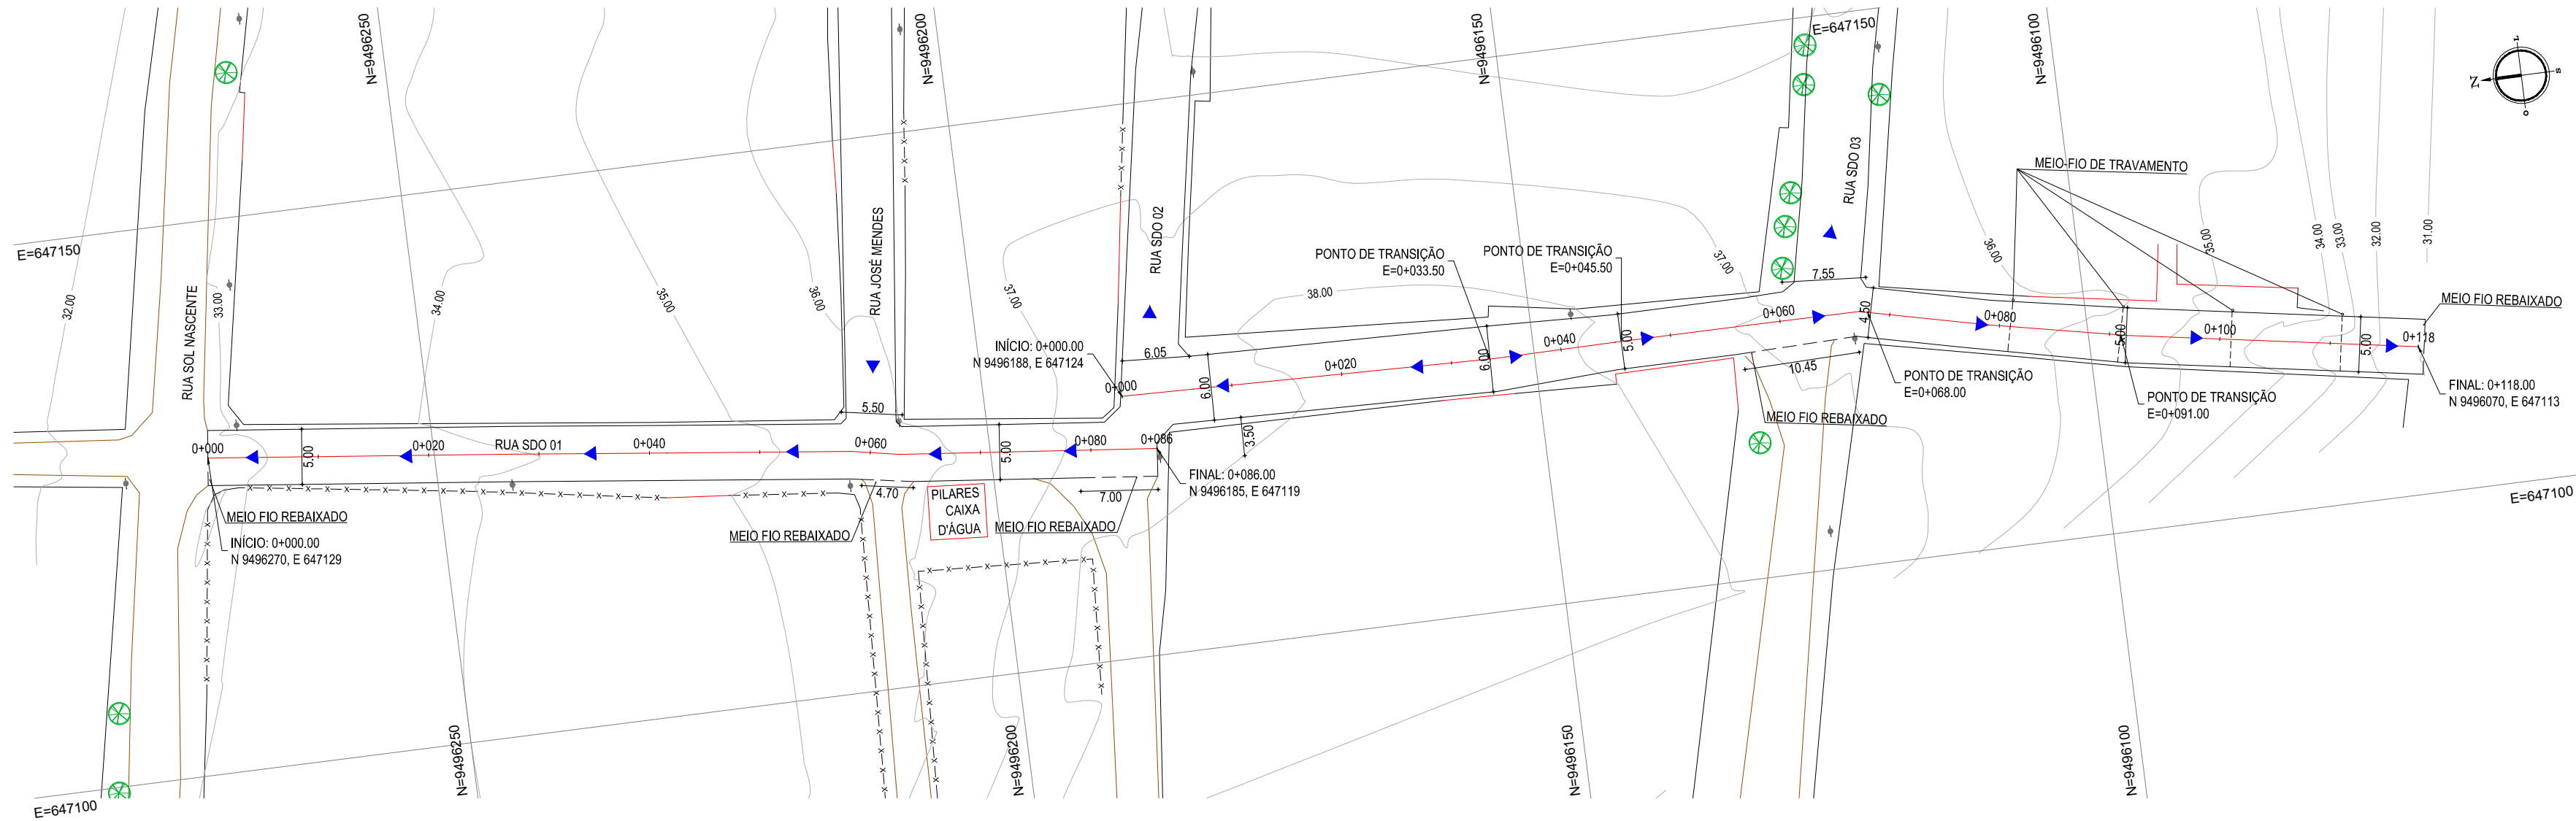 N=9496250
N=9496200
N=9496150
N=9496100
E=647150
E=647150
Z
S
O
RUA SOL NASCENTE
RUA JOSÉ MENDES
RUA SDO 02
RUA SDO 03
32.00
33.00
34.00
35.00
36.00
37.00
38.00
37.00
36.00
35.00
34.00
33.00
32.00
31.00
MEIO-FIO DE TRAVAMENTO
PONTO DE TRANSIÇÃO
E=0+033.50
PONTO DE TRANSIÇÃO
E=0+045.50
7.55
MEIO FIO REBAIXADO
INÍCIO: 0+000.00
N 9496188, E 647124
6.05
0+000
6.00
0+020
6.00
0+040
5.00
0+060
4.50
0+080
5.00
0+100
5.00
0+118
10.45
PONTO DE TRANSIÇÃO
E=0+068.00
PONTO DE TRANSIÇÃO
E=0+091.00
FINAL: 0+118.00
N 9496070, E 647113
MEIO FIO REBAIXADO
5.50
3.50
0+000
5.00
0+020
RUA SDO 01
0+040
0+060
5.00
0+080
0+086
FINAL: 0+086.00
N 9496185, E 647119
4.70
7.00
PILARES
CAIXA
D'ÁGUA
MEIO FIO REBAIXADO
MEIO FIO REBAIXADO
MEIO FIO REBAIXADO
INÍCIO: 0+000.00
N 9496270, E 647129
E=647100
E=647100
N=9496250
N=9496200
N=9496150
N=9496100